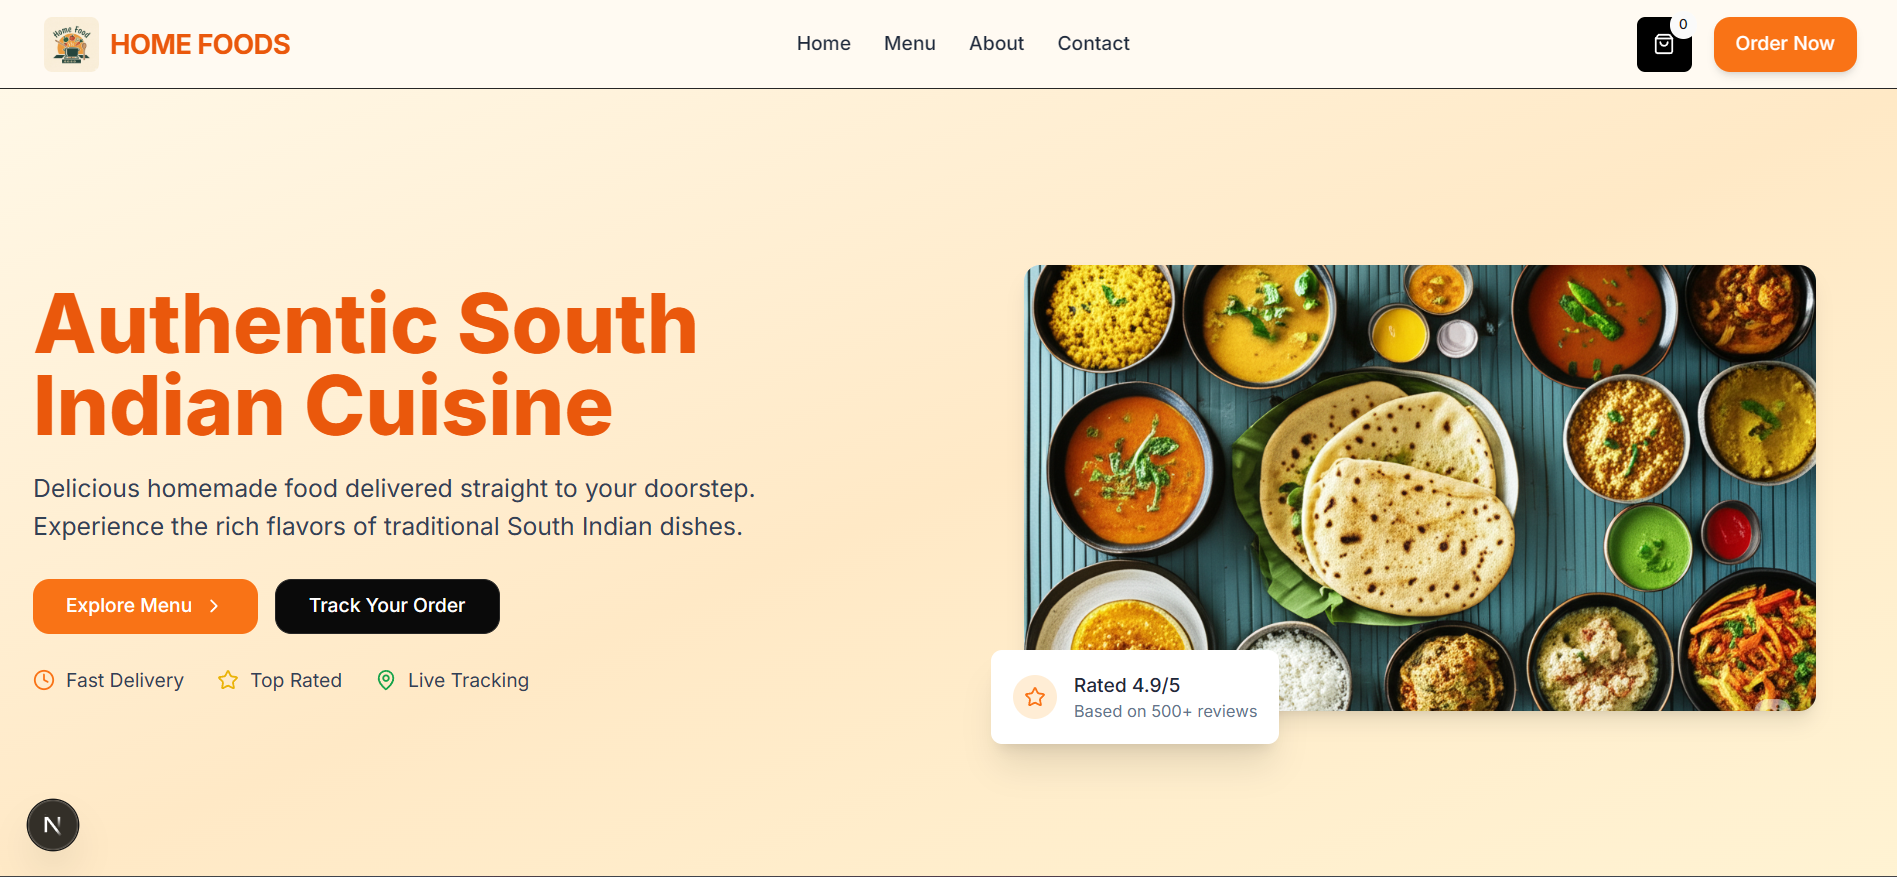 Home Food
HOME FOODS
Home
Menu
About
Contact
0
Order Now
Authentic South
Indian Cuisine
Delicious homemade food delivered straight to your doorstep.
Experience the rich flavors of traditional South Indian dishes.
Explore Menu
Track Your Order
Fast Delivery
Top Rated
Live Tracking
Rated 4.9/5
Based on 500+ reviews
N